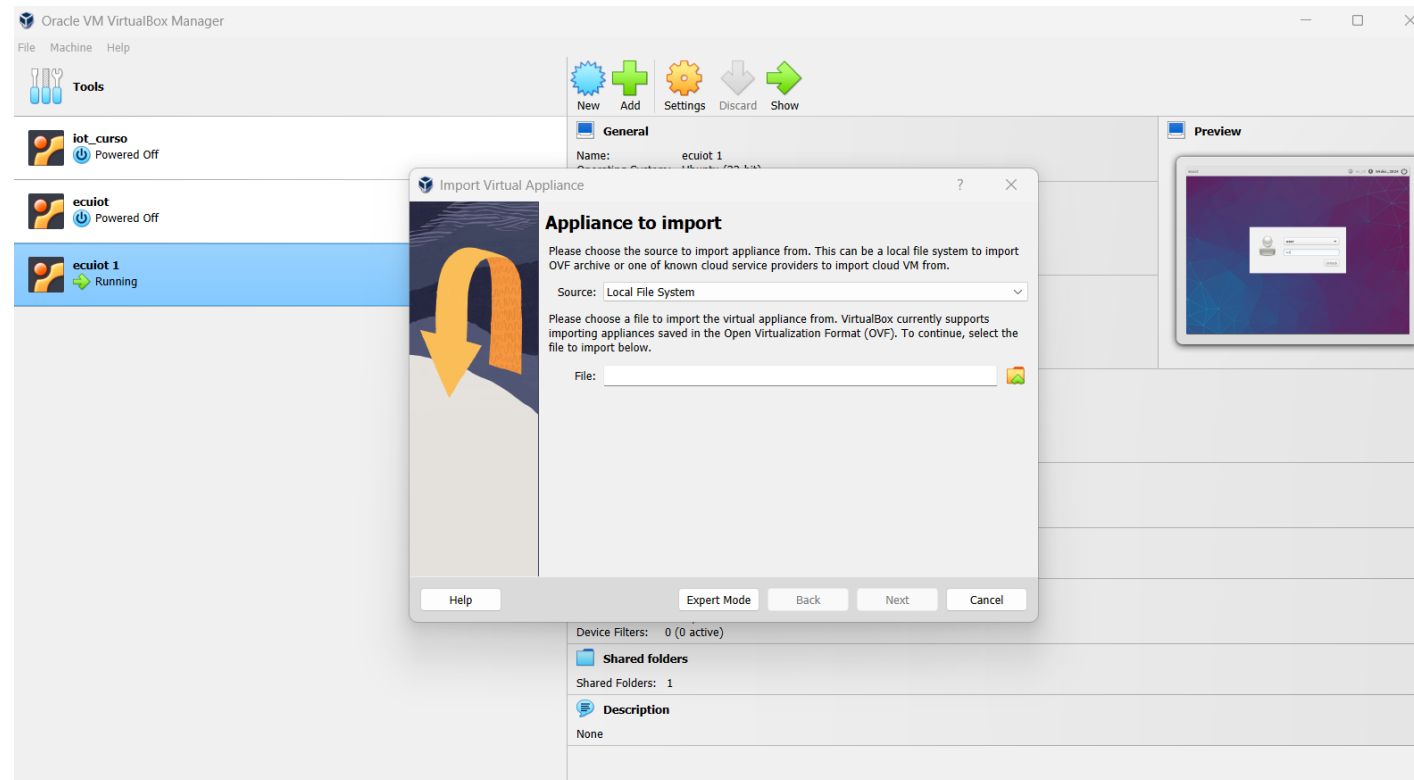 Oracle VM VirtualBox Manager
File Machine Help
Tools
New Add Settings Discard Show
iot_curso
Powered Off
ecuiot
Powered Off
ecuiot 1
Running
General
Name: ecuiot 1
Operating System: Ubuntu (32-bit)
Preview
Import Virtual Appliance ?
Appliance to import
Please choose the source to import appliance from. This can be a local file system to import
OVF archive or one of known cloud service providers to import cloud VM from.
Source: Local File System
Please choose a file to import the virtual appliance from. VirtualBox currently supports
importing appliances saved in the Open Virtualization Format (OVF). To continue, select the
file to import below.
File:
Help Expert Mode Back Next Cancel
Device Filters: 0 (0 active)
Shared folders
Shared Folders: 1
Description
None